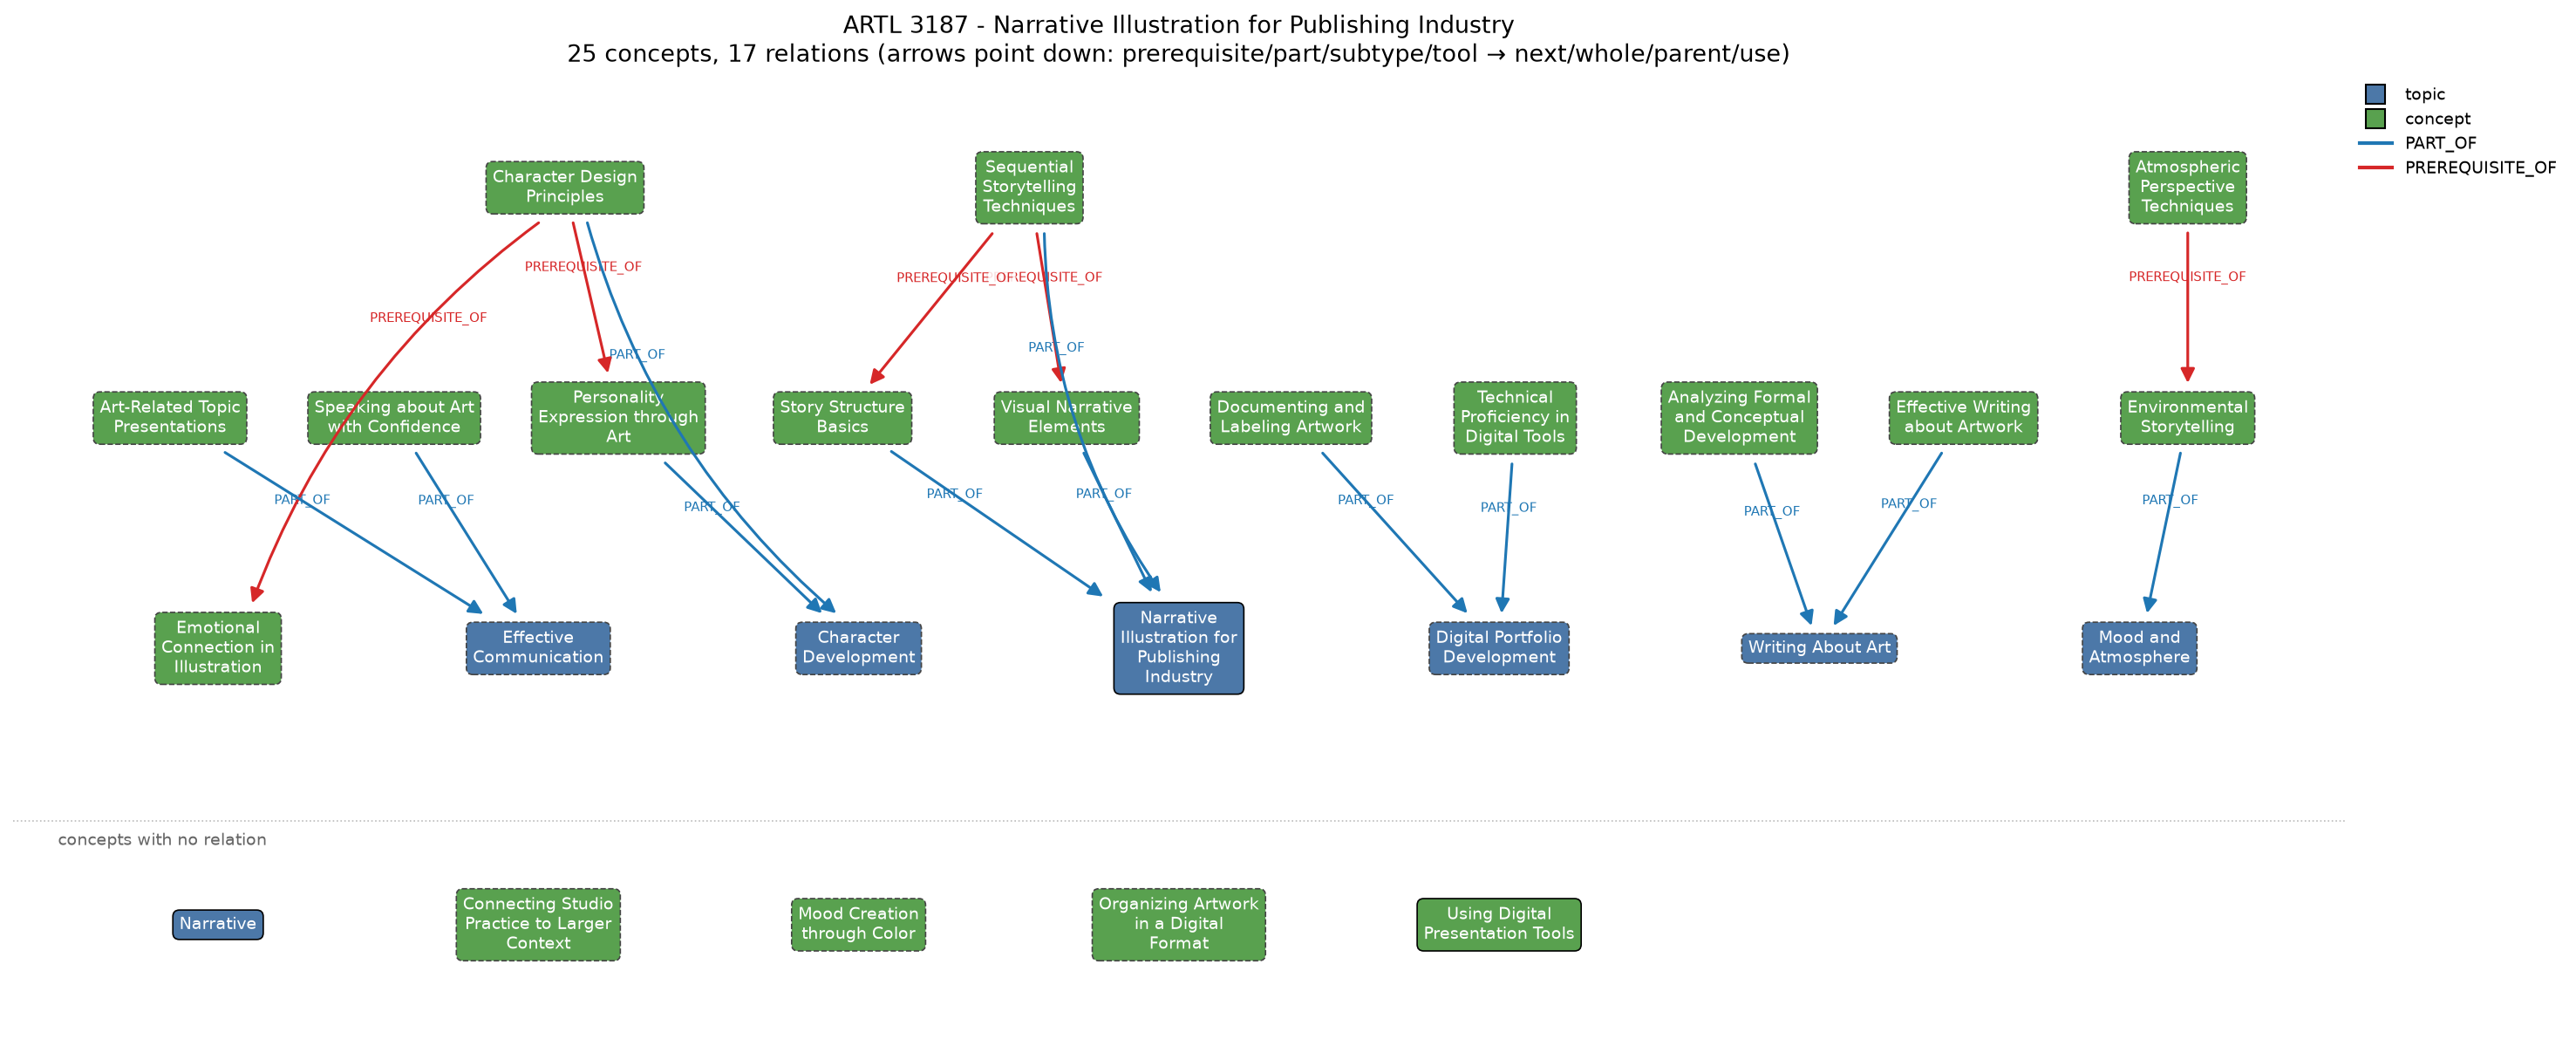 ARTL 3187 - Narrative Illustration for Publishing Industry
25 concepts, 17 relations (arrows point down: prerequisite/part/subtype/tool → next/whole/parent/use)
topic
concept
PART_OF
PREREQUISITE_OF
Character Design
Principles
Sequential
Storytelling
Techniques
Atmospheric
Perspective
Techniques
PREREQUISITE_OF
PREREQUISITE_OF
REQUISITE_OF
PREREQUISITE_OF
PREREQUISITE_OF
PART_OF
PART_OF
Art-Related Topic
Presentations
Speaking about Art
with Confidence
Personality
Expression through
Art
Story Structure
Basics
Visual Narrative
Elements
Documenting and
Labeling Artwork
Technical
Proficiency in
Digital Tools
Analyzing Formal
and Conceptual
Development
Effective Writing
about Artwork
Environmental
Storytelling
PART_OF
PART_OF
PART_OF
PART_OF
PART_OF
PART_OF
PART_OF
PART_OF
PART_OF
PART_OF
Emotional
Connection in
Illustration
Effective
Communication
Character
Development
Narrative
Illustration for
Publishing
Industry
Digital Portfolio
Development
Writing About Art
Mood and
Atmosphere
concepts with no relation
Narrative
Connecting Studio
Practice to Larger
Context
Mood Creation
through Color
Organizing Artwork
in a Digital
Format
Using Digital
Presentation Tools